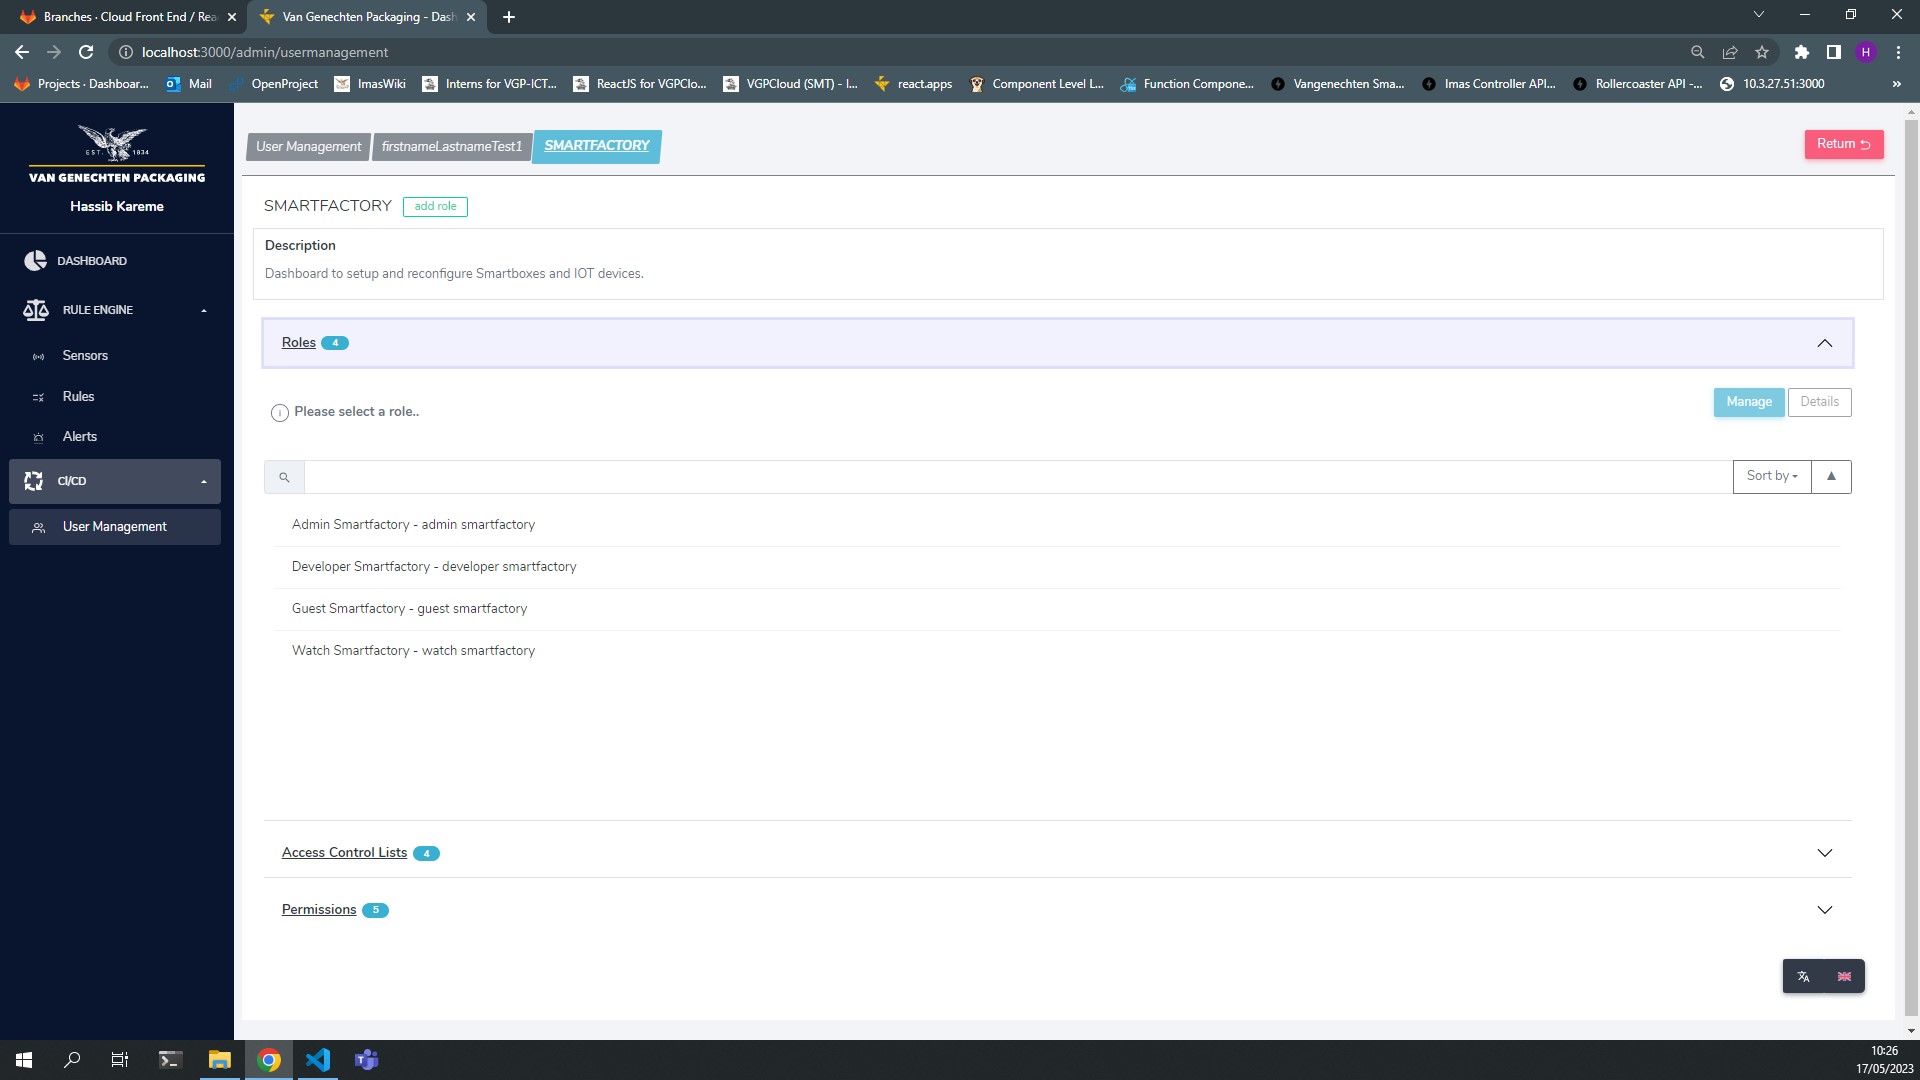 Branches · Cloud Front End / Rea
Van Genechten Packaging - Dash
localhost:3000/admin/usermanagement
H
Projects · Dashboar...
Mail
OpenProject
ImasWiki
Interns for VGP-ICT...
ReactJS for VGPClo...
VGPCloud (SMT) - I...
react.apps
Component Level L...
Function Compone...
Vangenechten Sma...
Imas Controller API...
Rollercoaster API -...
10.3.27.51:3000
»
EST. 1834
VAN GENECHTEN PACKAGING
Hassib Kareme
DASHBOARD
RULE ENGINE
Sensors
Rules
Alerts
CI/CD
User Management
User Management
firstnameLastnameTest1
SMARTFACTORY
Return
SMARTFACTORY
add role
Description
Dashboard to setup and reconfigure Smartboxes and IOT devices.
Roles 4
Please select a role..
Manage
Details
Sort by
Admin Smartfactory - admin smartfactory
Developer Smartfactory - developer smartfactory
Guest Smartfactory - guest smartfactory
Watch Smartfactory - watch smartfactory
Access Control Lists 4
Permissions 5
10:26
17/05/2023